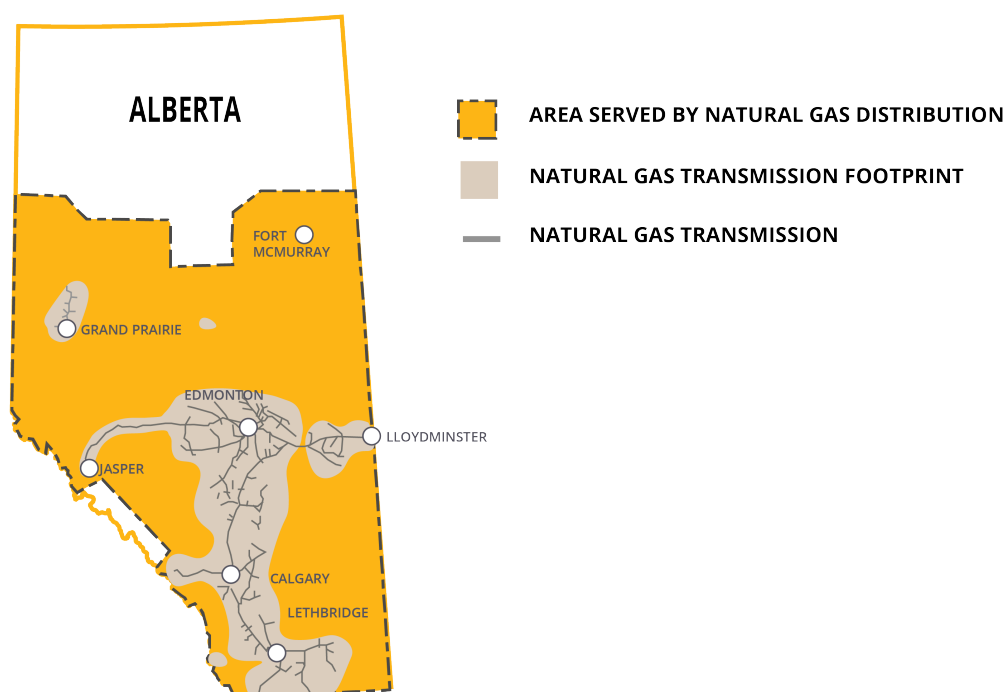 ALBERTA
AREA SERVED BY NATURAL GAS DISTRIBUTION
NATURAL GAS TRANSMISSION FOOTPRINT
NATURAL GAS TRANSMISSION
FORT
MCMURRAY
GRAND PRAIRIE
EDMONTON
LLOYDMINSTER
JASPER
CALGARY
LETHBRIDGE